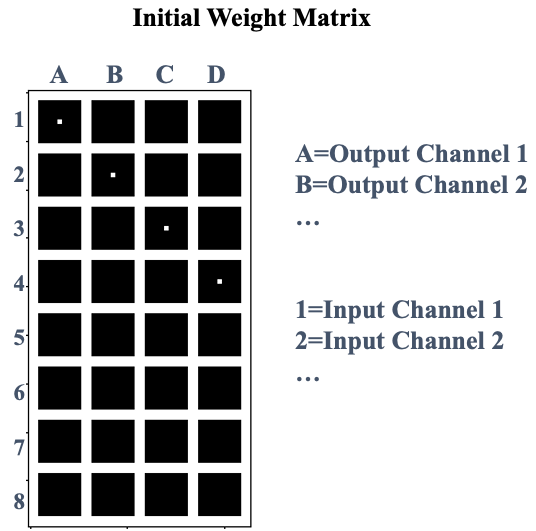 Initial Weight Matrix
A B C D
1
2
3
4
5
6
7
8
A=Output Channel 1
B=Output Channel 2
...
1=Input Channel 1
2=Input Channel 2
...